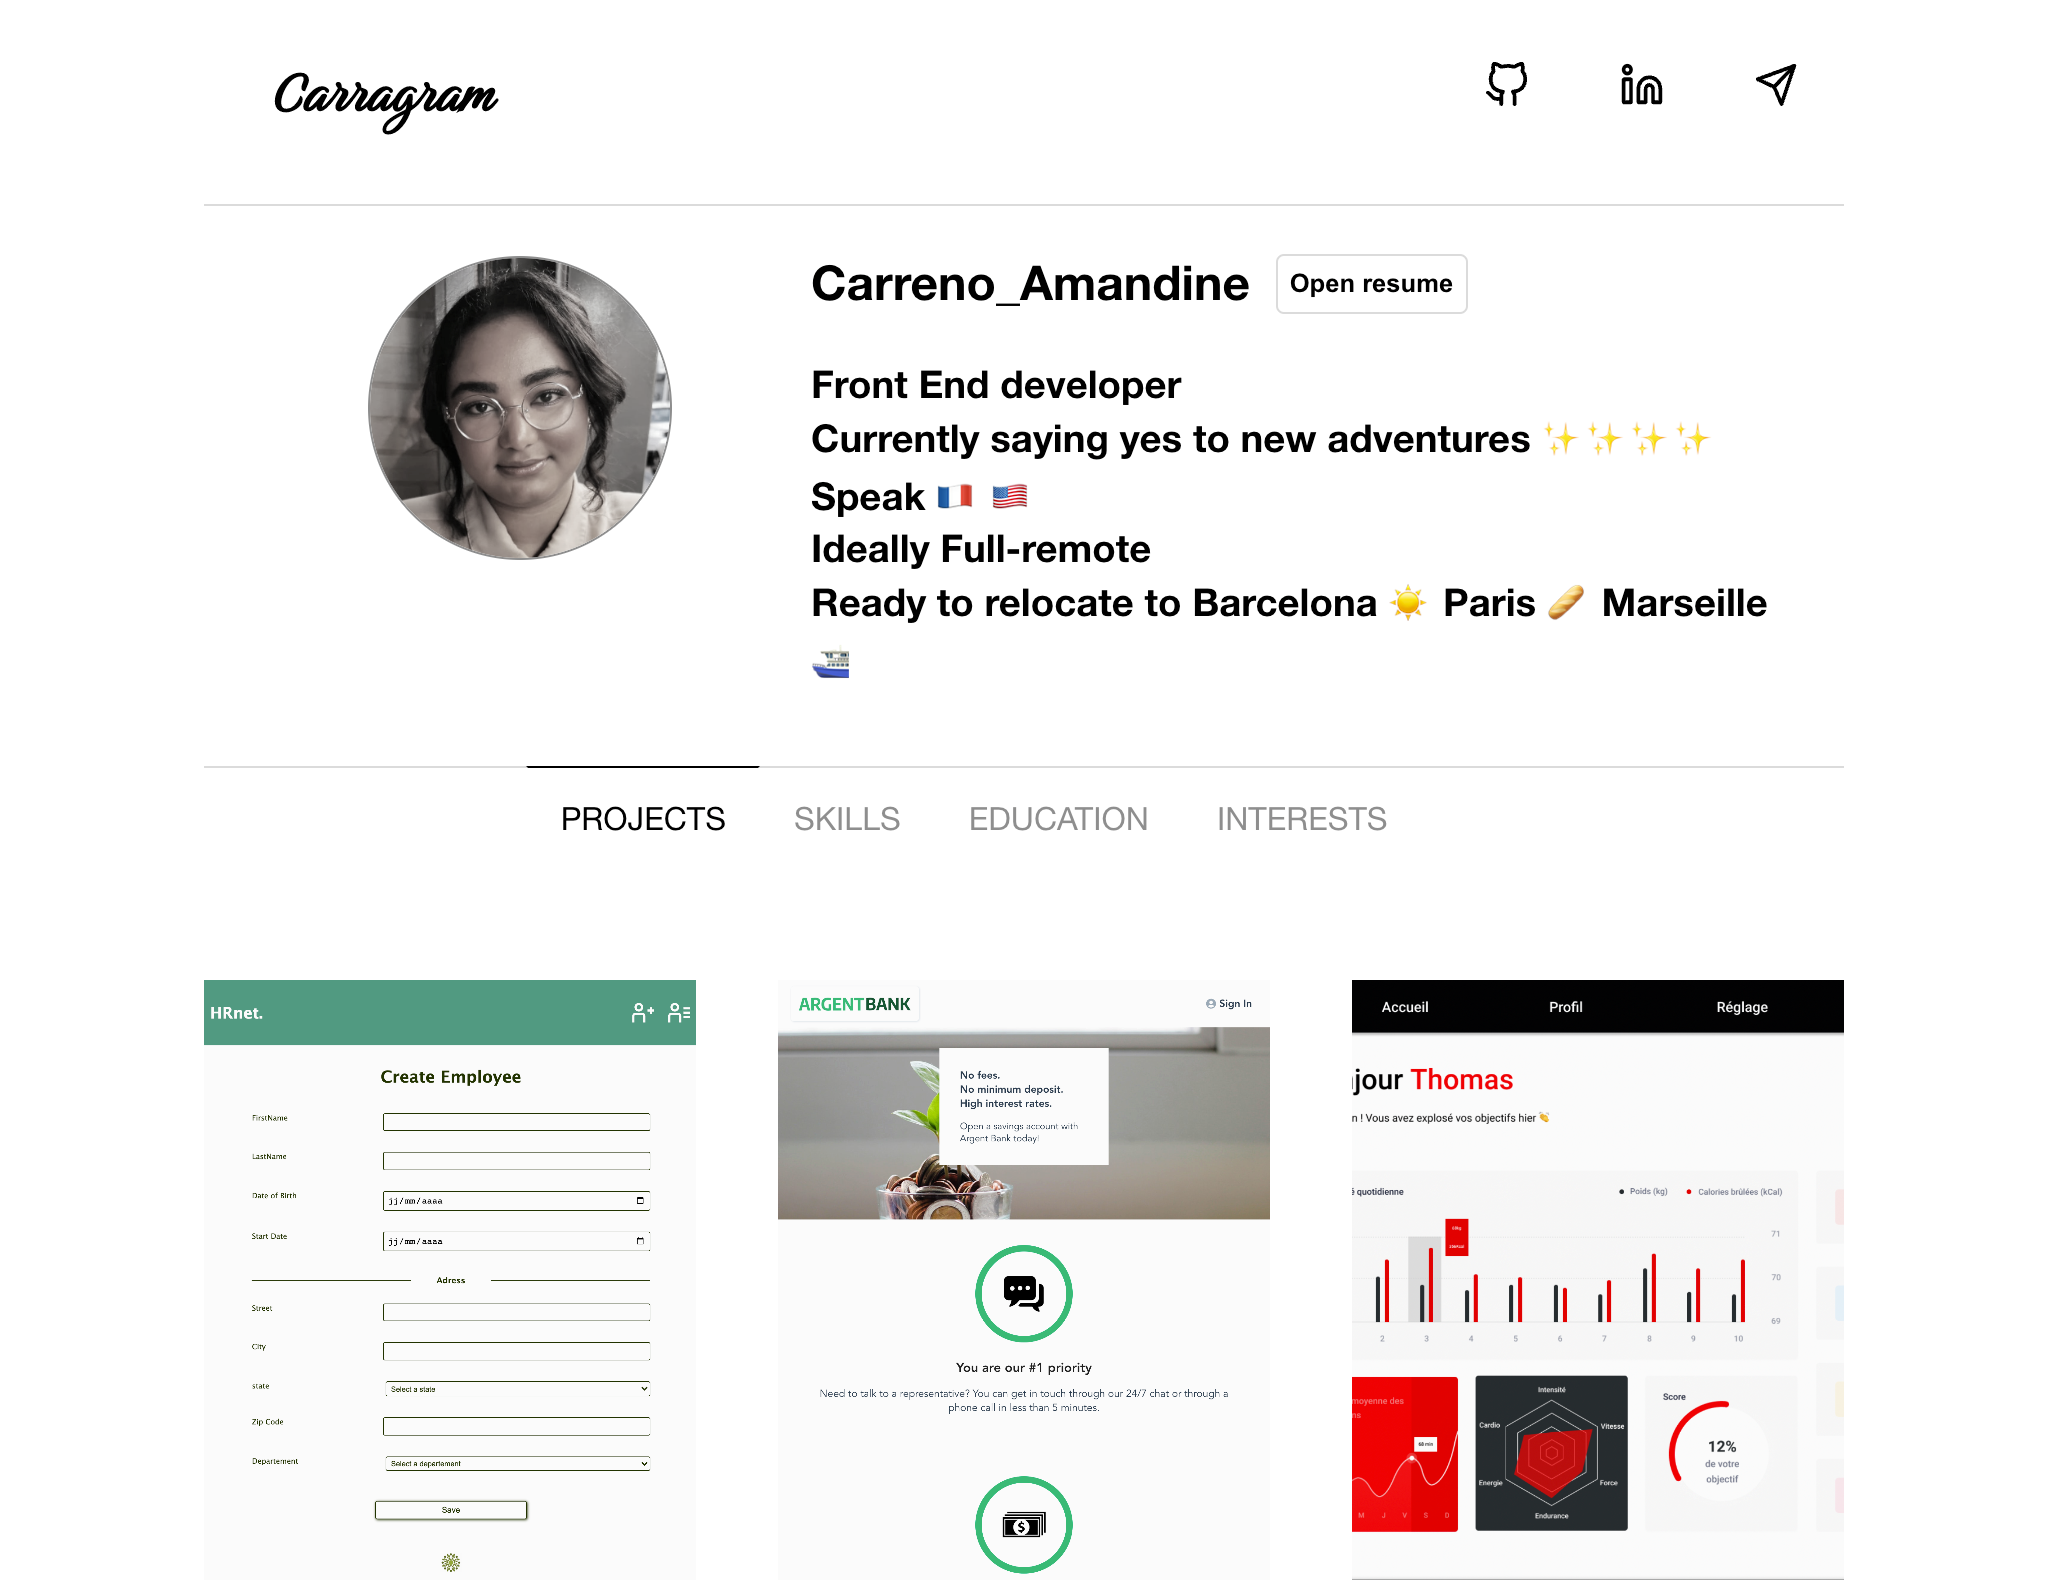 Carragram
Carreno_Amandine
Open resume
Front End developer
Currently saying yes to new adventures ✨✨✨✨
Speak 🇫🇷 🇺🇸
Ideally Full-remote
Ready to relocate to Barcelona ☀️ Paris 🥖 Marseille
⛴️
PROJECTS SKILLS EDUCATION INTERESTS
HRnet.
Create Employee
FirstName
LastName
Date of Birth
jj/mm/aaaa
Start Date
jj/mm/aaaa
Adress
Street
City
state
Select a state
Zip Code
Departement
Select a departement
Save
ARGENTBANK
Sign In
No fees.
No minimum deposit.
High interest rates.
Open a savings account with
Argent Bank today!
You are our #1 priority
Need to talk to a representative? You can get in touch through our 24/7 chat or through a
phone call in less than 5 minutes.
Accueil Profil Réglage
jour Thomas
n ! Vous avez explosé vos objectifs hier 👏
é quotidienne
Poids (kg)
Calories brûlées (kCal)
71
70
69
2 3 4 5 6 7 8 9 10
moyenne des
ns
68 min
M J V S D
Intensité
Cardio
Vitesse
Energie
Force
Endurance
Score
12%
de votre
objectif